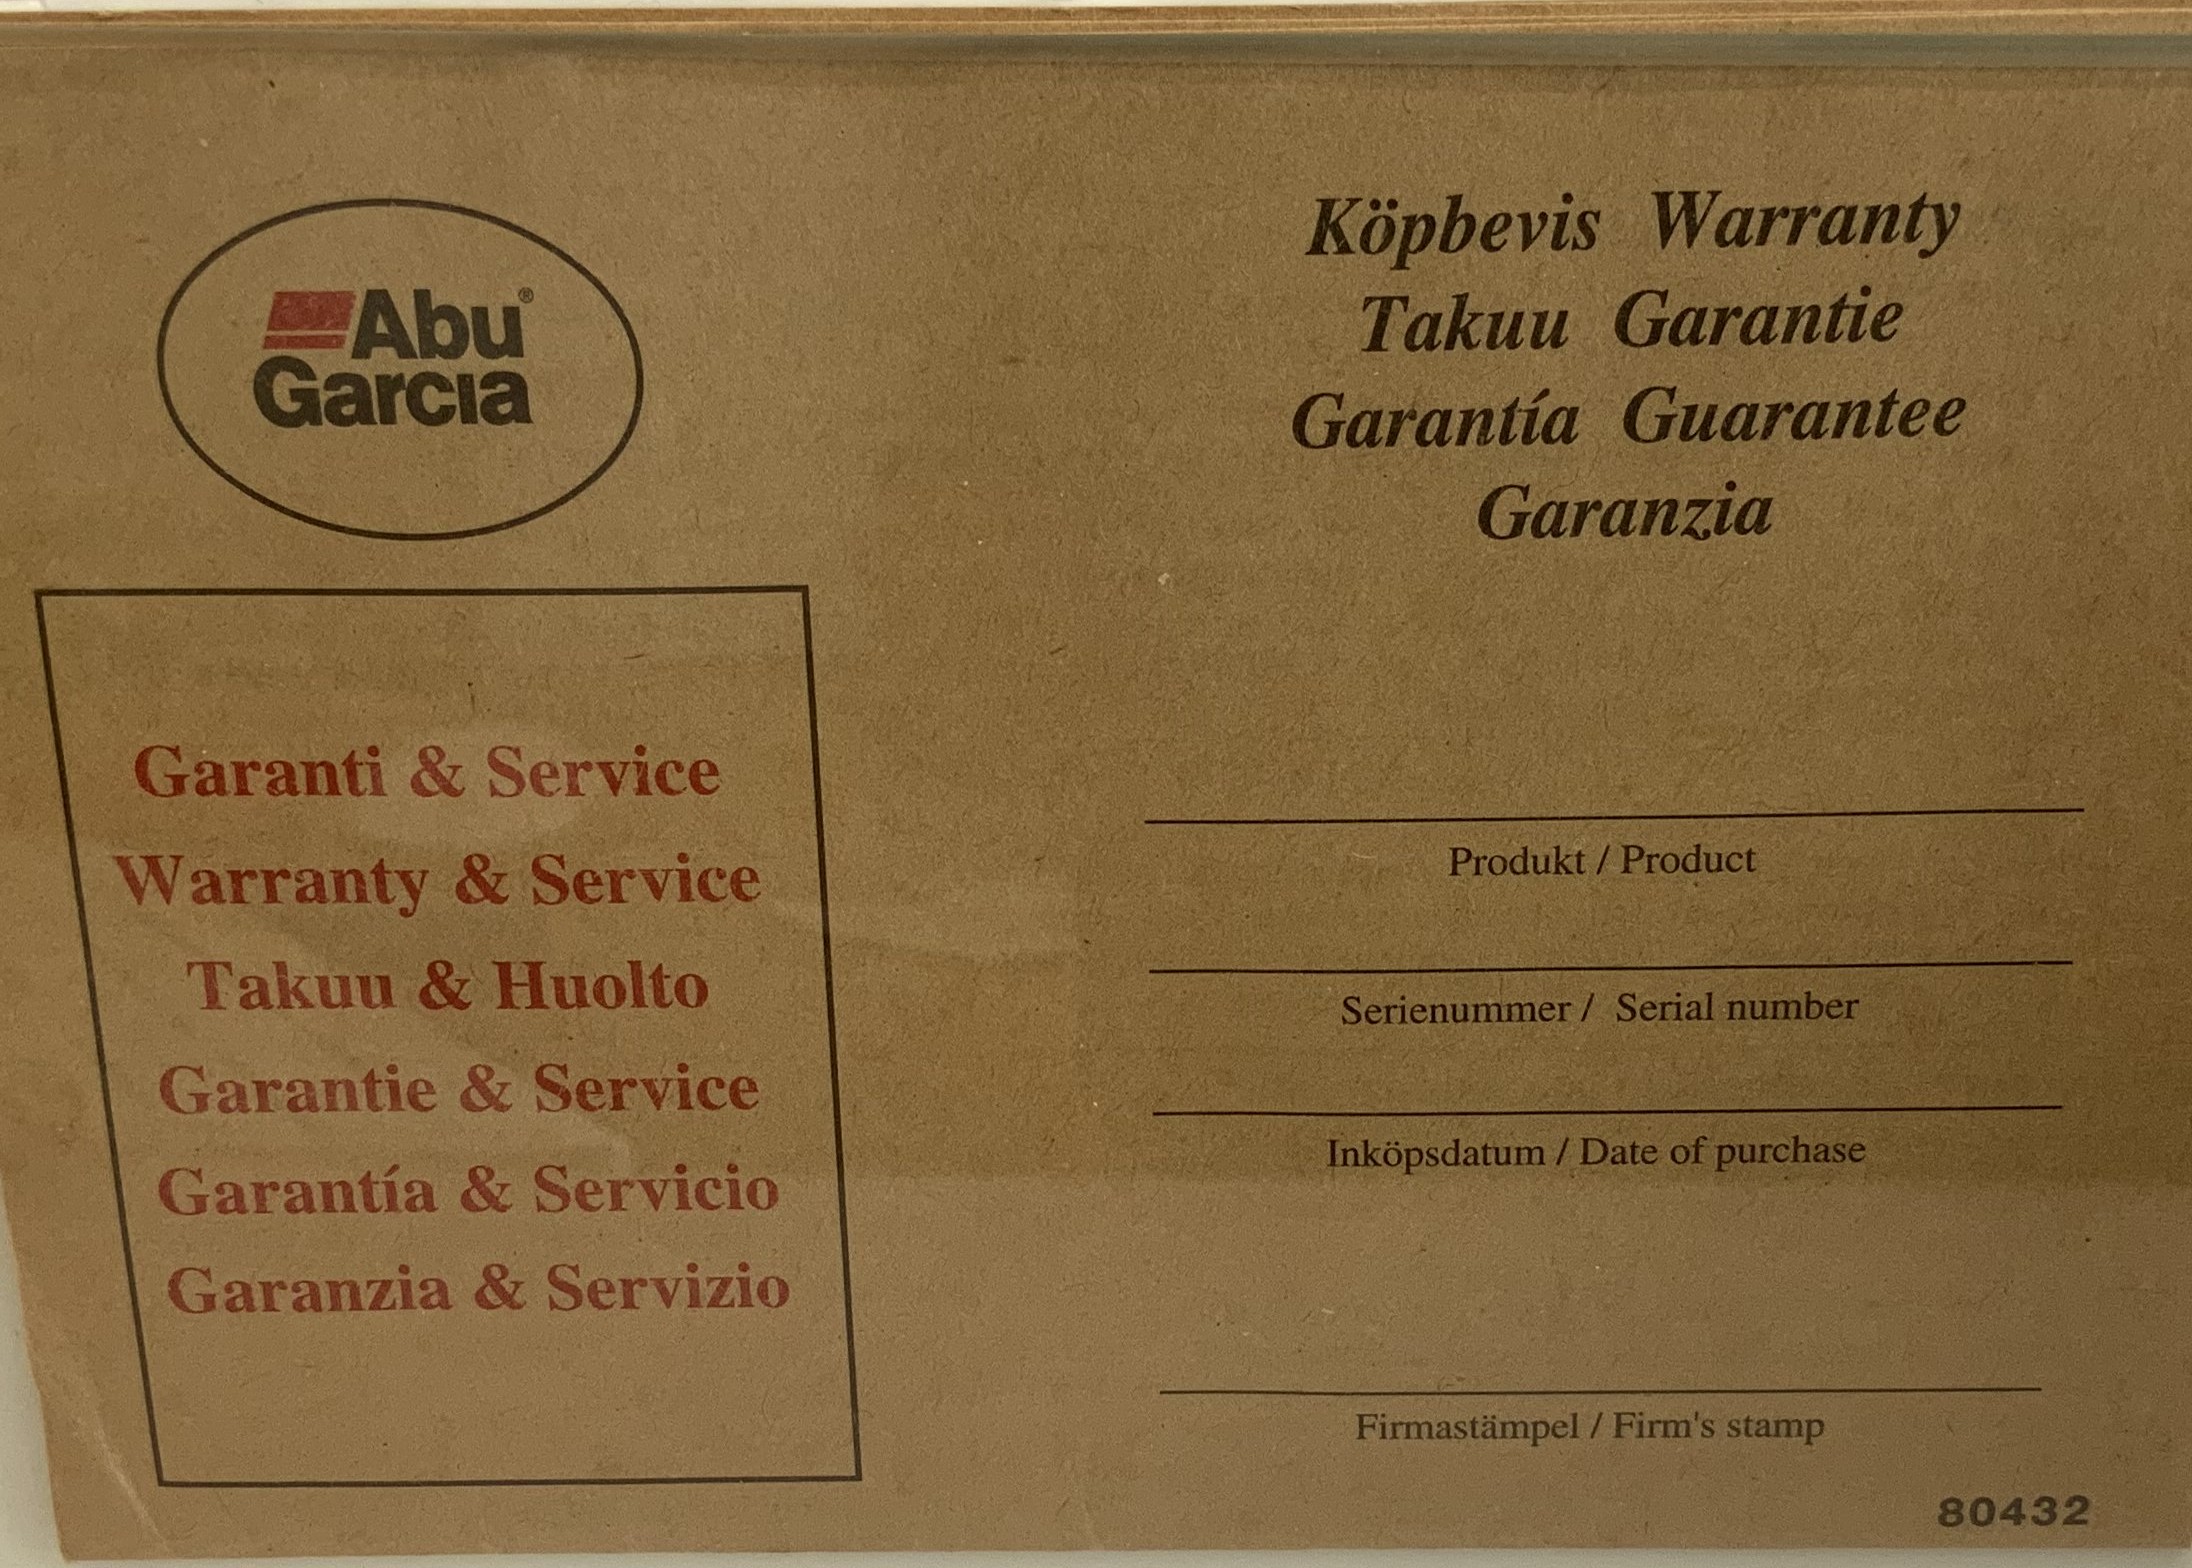 Abu®
Garcia
Garanti & Service
Warranty & Service
Takuu & Huolto
Garantie & Service
Garantía & Servicio
Garanzia & Servizio
Köpbevis Warranty
Takuu Garantie
Garantía Guarantee
Garanzia
Produkt / Product
Serienummer / Serial number
Inköpsdatum / Date of purchase
Firmastämpel / Firm's stamp
80432